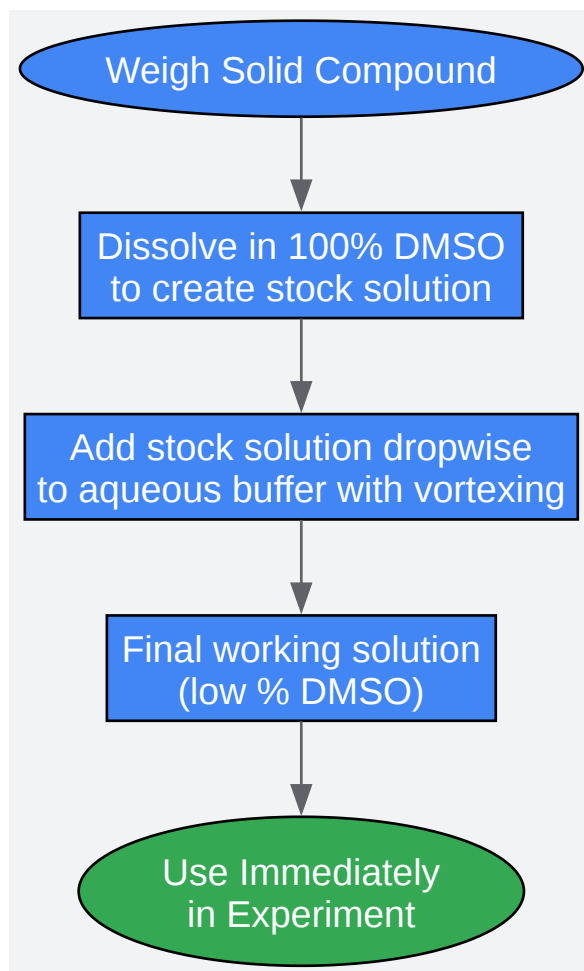 Weigh Solid Compound
Dissolve in 100% DMSO
to create stock solution
Add stock solution dropwise
to aqueous buffer with vortexing
Final working solution
(low % DMSO)
Use Immediately
in Experiment